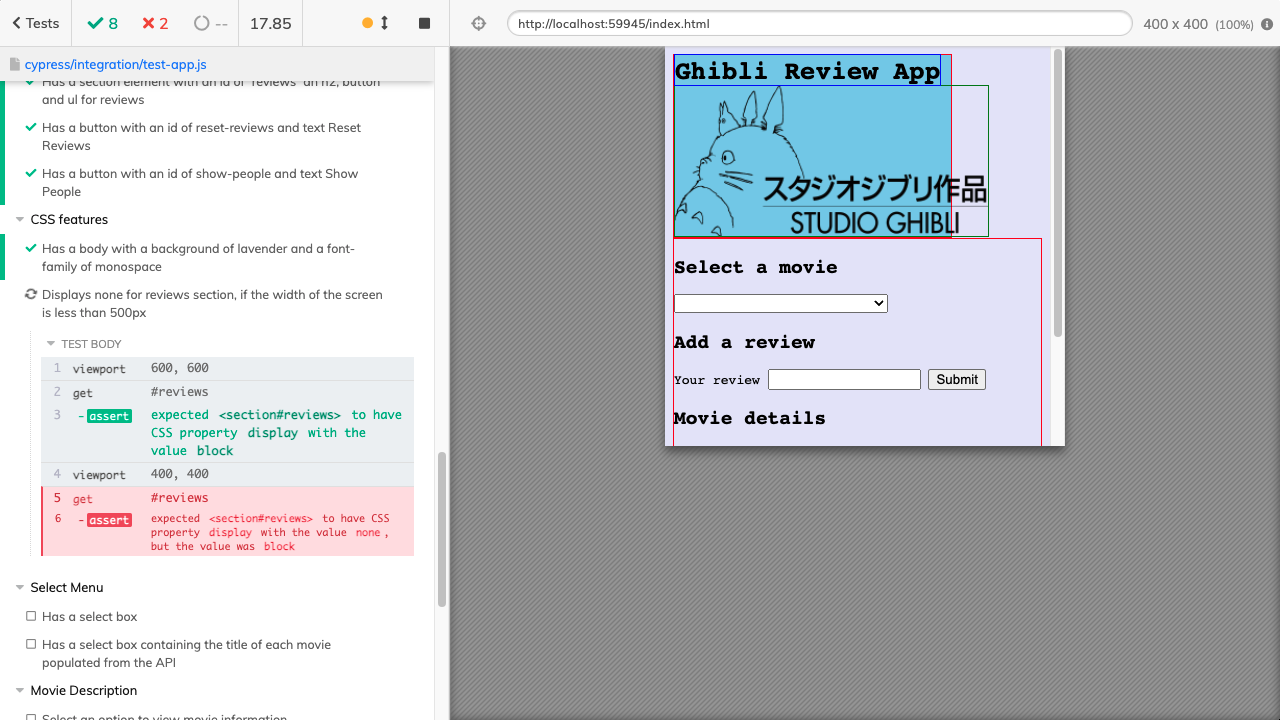 Tests
8
2
--
17.85
http://localhost:59945/index.html
400 x 400 (100%)
cypress/integration/test-app.js
Has a section element with an id of "reviews" an h2, button
and ul for reviews
Has a button with an id of reset-reviews and text Reset
Reviews
Has a button with an id of show-people and text Show
People
CSS features
Has a body with a background of lavender and a font-
family of monospace
Displays none for reviews section, if the width of the screen
is less than 500px
TEST BODY
1 viewport 600, 600
2 get #reviews
3 -assert expected <section#reviews> to have
CSS property display with the
value block
4 viewport 400, 400
5 get #reviews
6 -assert expected <section#reviews> to have CSS
property display with the value none,
but the value was block
Select Menu
Has a select box
Has a select box containing the title of each movie
populated from the API
Movie Description
Select an option to view movie information
Ghibli Review App
スタジオジブリ作品
STUDIO GHIBLI
Select a movie
Add a review
Your review Submit
Movie details